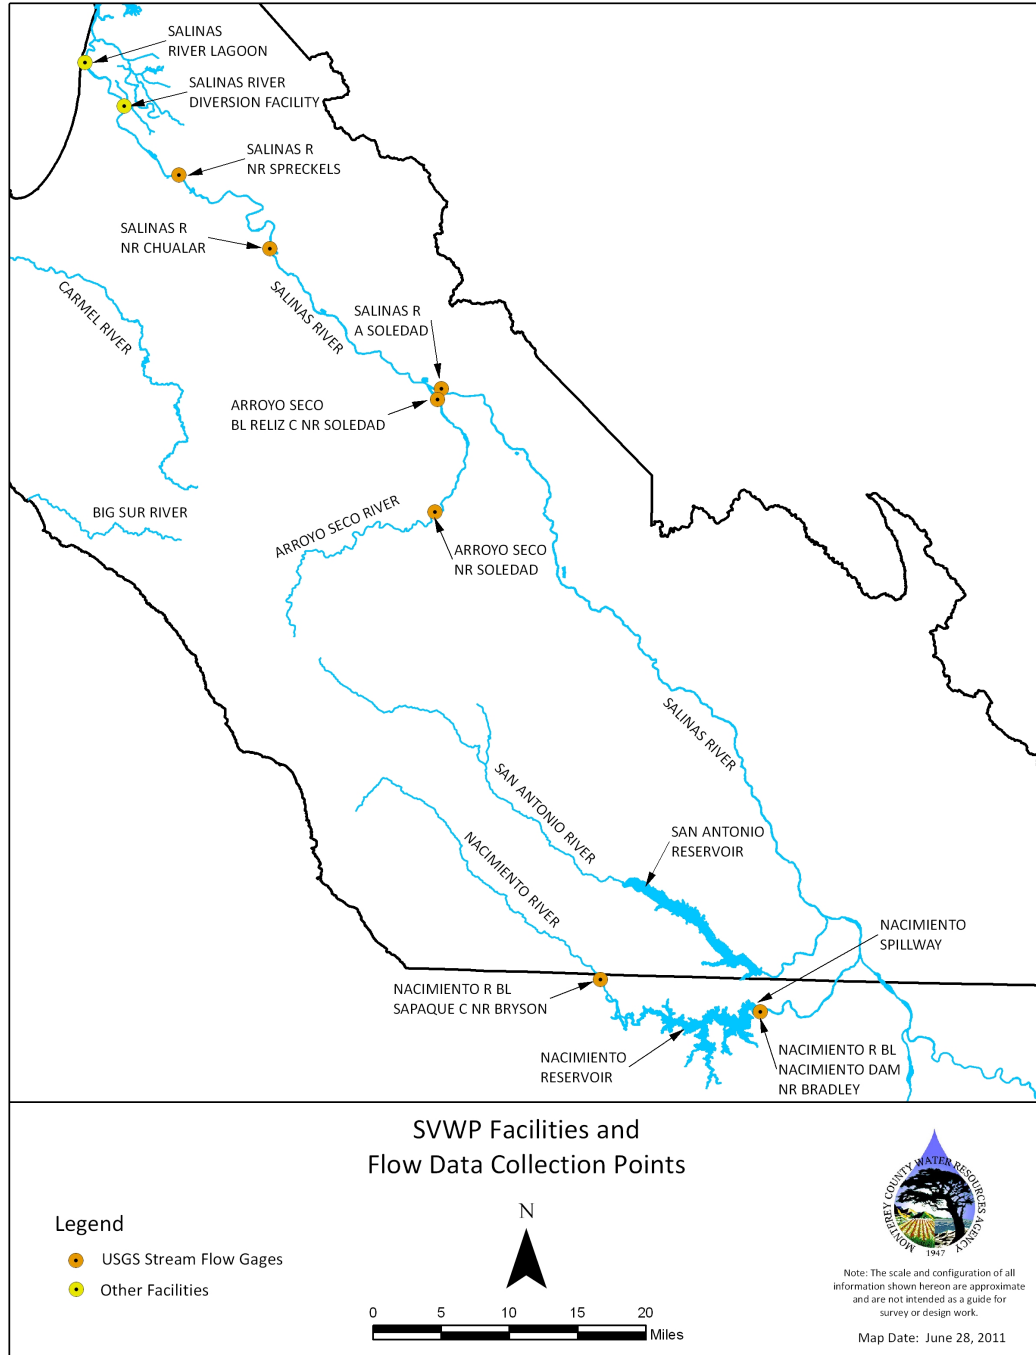 SALINAS
RIVER LAGOON
SALINAS RIVER
DIVERSION FACILITY
SALINAS R
NR SPRECKELS
SALINAS R
NR CHUALAR
CARMEL RIVER
SALINAS RIVER
SALINAS R
A SOLEDAD
ARROYO SECO
BL RELIZ C NR SOLEDAD
BIG SUR RIVER
ARROYO SECO RIVER
ARROYO SECO
NR SOLEDAD
SALINAS RIVER
SAN ANTONIO RIVER
NACIMIENTO RIVER
SAN ANTONIO
RESERVOIR
NACIMIENTO
SPILLWAY
NACIMIENTO R BL
SAPAQUE C NR BRYSON
NACIMIENTO
RESERVOIR
NACIMIENTO R BL
NACIMIENTO DAM
NR BRADLEY
SVWP Facilities and
Flow Data Collection Points
N
Legend
USGS Stream Flow Gages
Other Facilities
0 5 10 15 20
Miles
MONTEREY COUNTY WATER RESOURCES AGENCY
1947
Note: The scale and configuration of all
information shown hereon are approximate
and are not intended as a guide for
survey or design work.
Map Date: June 28, 2011